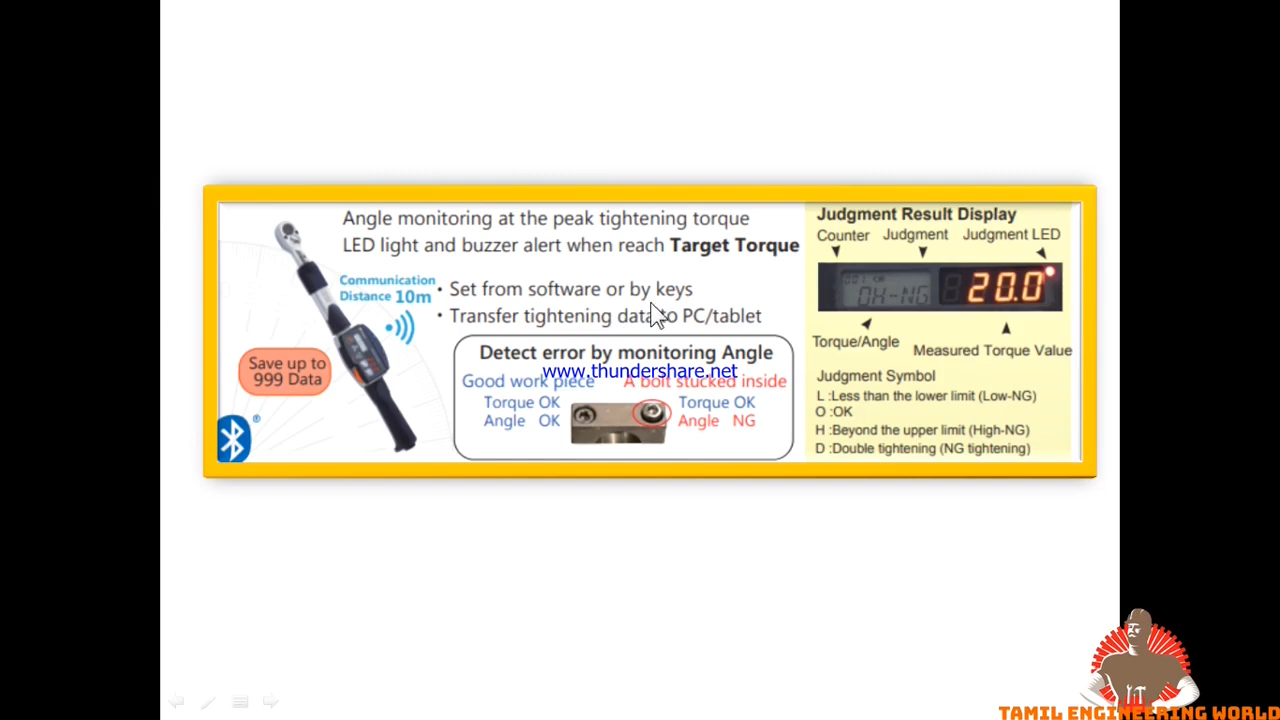 Angle monitoring at the peak tightening torque
LED light and buzzer alert when reach Target Torque
Communication
Distance 10m
• Set from software or by keys
• Transfer tightening data to PC/tablet
Save up to
999 Data
Detect error by monitoring Angle
www.thundershare.net
Good work piece
Torque OK
Angle OK
A bolt stucked inside
Torque OK
Angle NG
Judgment Result Display
Counter Judgment Judgment LED
OH-NG
20.0
Torque/Angle
Measured Torque Value
Judgment Symbol
L :Less than the lower limit (Low-NG)
O :OK
H :Beyond the upper limit (High-NG)
D :Double tightening (NG tightening)
®
TAMIL ENGINEERING WORLD